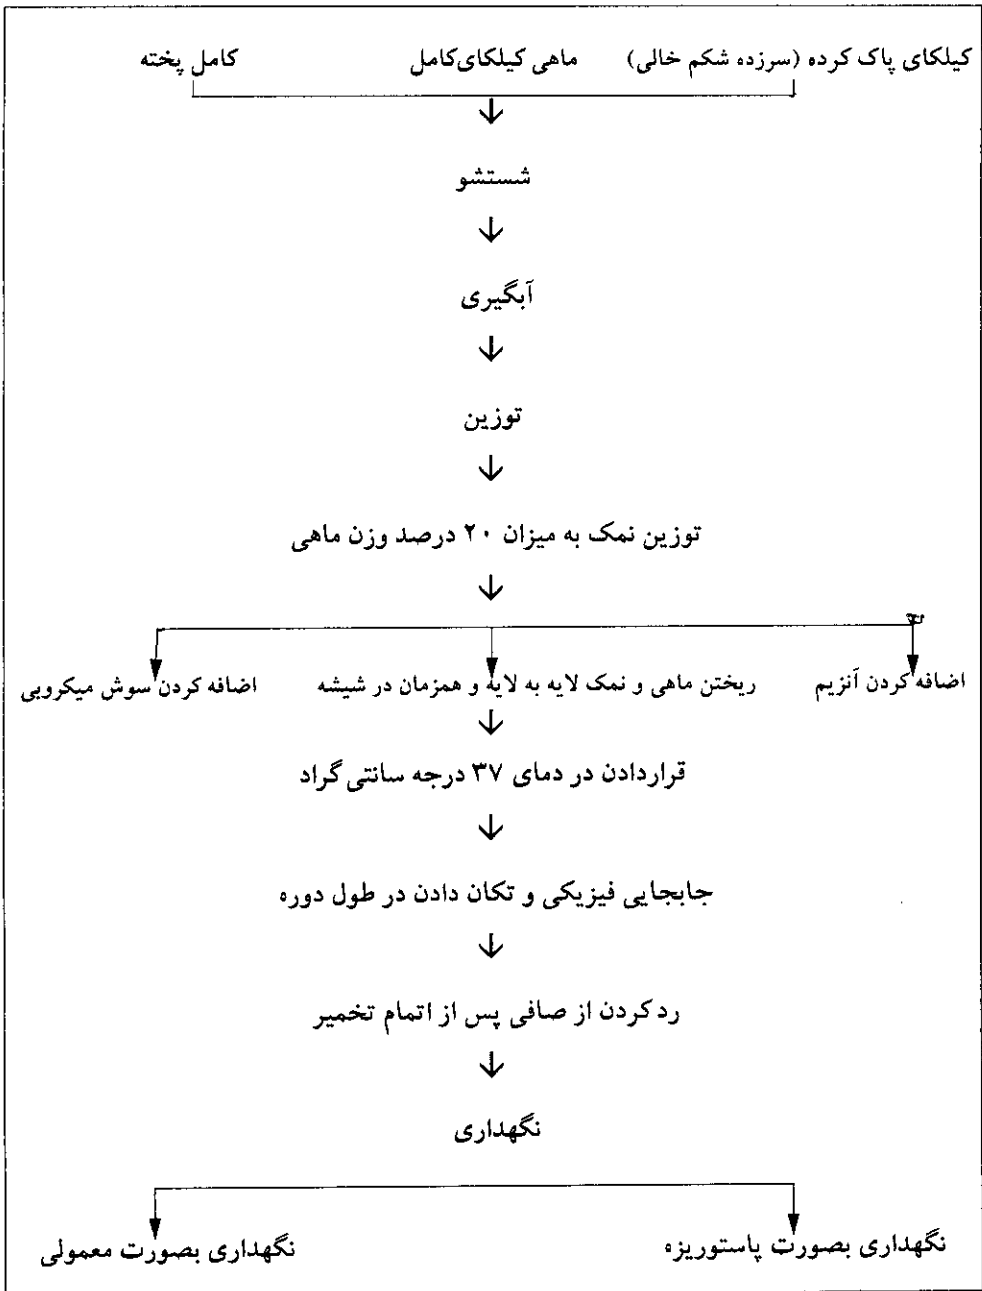 کیلکای پاک کرده (سرزده شکم خالی) ماهی کیلکای‌کامل کامل پخته
شستشو
آبگیری
توزین
توزین نمک به میزان ۲۰ درصد وزن ماهی
اضافه کردن آنزیم ریختن ماهی و نمک لایه به لایه و همزمان در شیشه اضافه کردن سوش میکروبی
قراردادن در دمای ۳۷ درجه سانتی گراد
جابجایی فیزیکی و تکان دادن در طول دوره
رد کردن از صافی پس از اتمام تخمیر
نگهداری
نگهداری بصورت پاستوریزه نگهداری بصورت معمولی